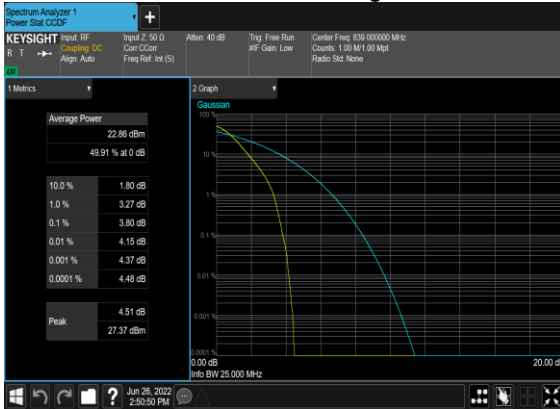 Spectrum Analyzer 1
Power Stat CCDF
KEYSIGHT
R T
LXI
Input: RF
Coupling: DC
Align: Auto
Input Z: 50 Ω
Corr CCorr
Freq Ref: Int (S)
Atten: 40 dB
Trig: Free Run
#IF Gain: Low
Center Freq: 839.000000 MHz
Counts: 1.00 M/1.00 Mpt
Radio Std: None
1 Metrics
Average Power
22.86 dBm
49.91 % at 0 dB
10.0 % 1.80 dB
1.0 % 3.27 dB
0.1 % 3.80 dB
0.01 % 4.15 dB
0.001 % 4.37 dB
0.0001 % 4.48 dB
Peak
4.51 dB
27.37 dBm
2 Graph
Gaussian
100 %
10 %
1 %
0.1 %
0.01 %
0.001 %
0.0001 %
0.00 dB
20.00 d
Info BW 25.000 MHz
Jun 26, 2022
2:50:50 PM